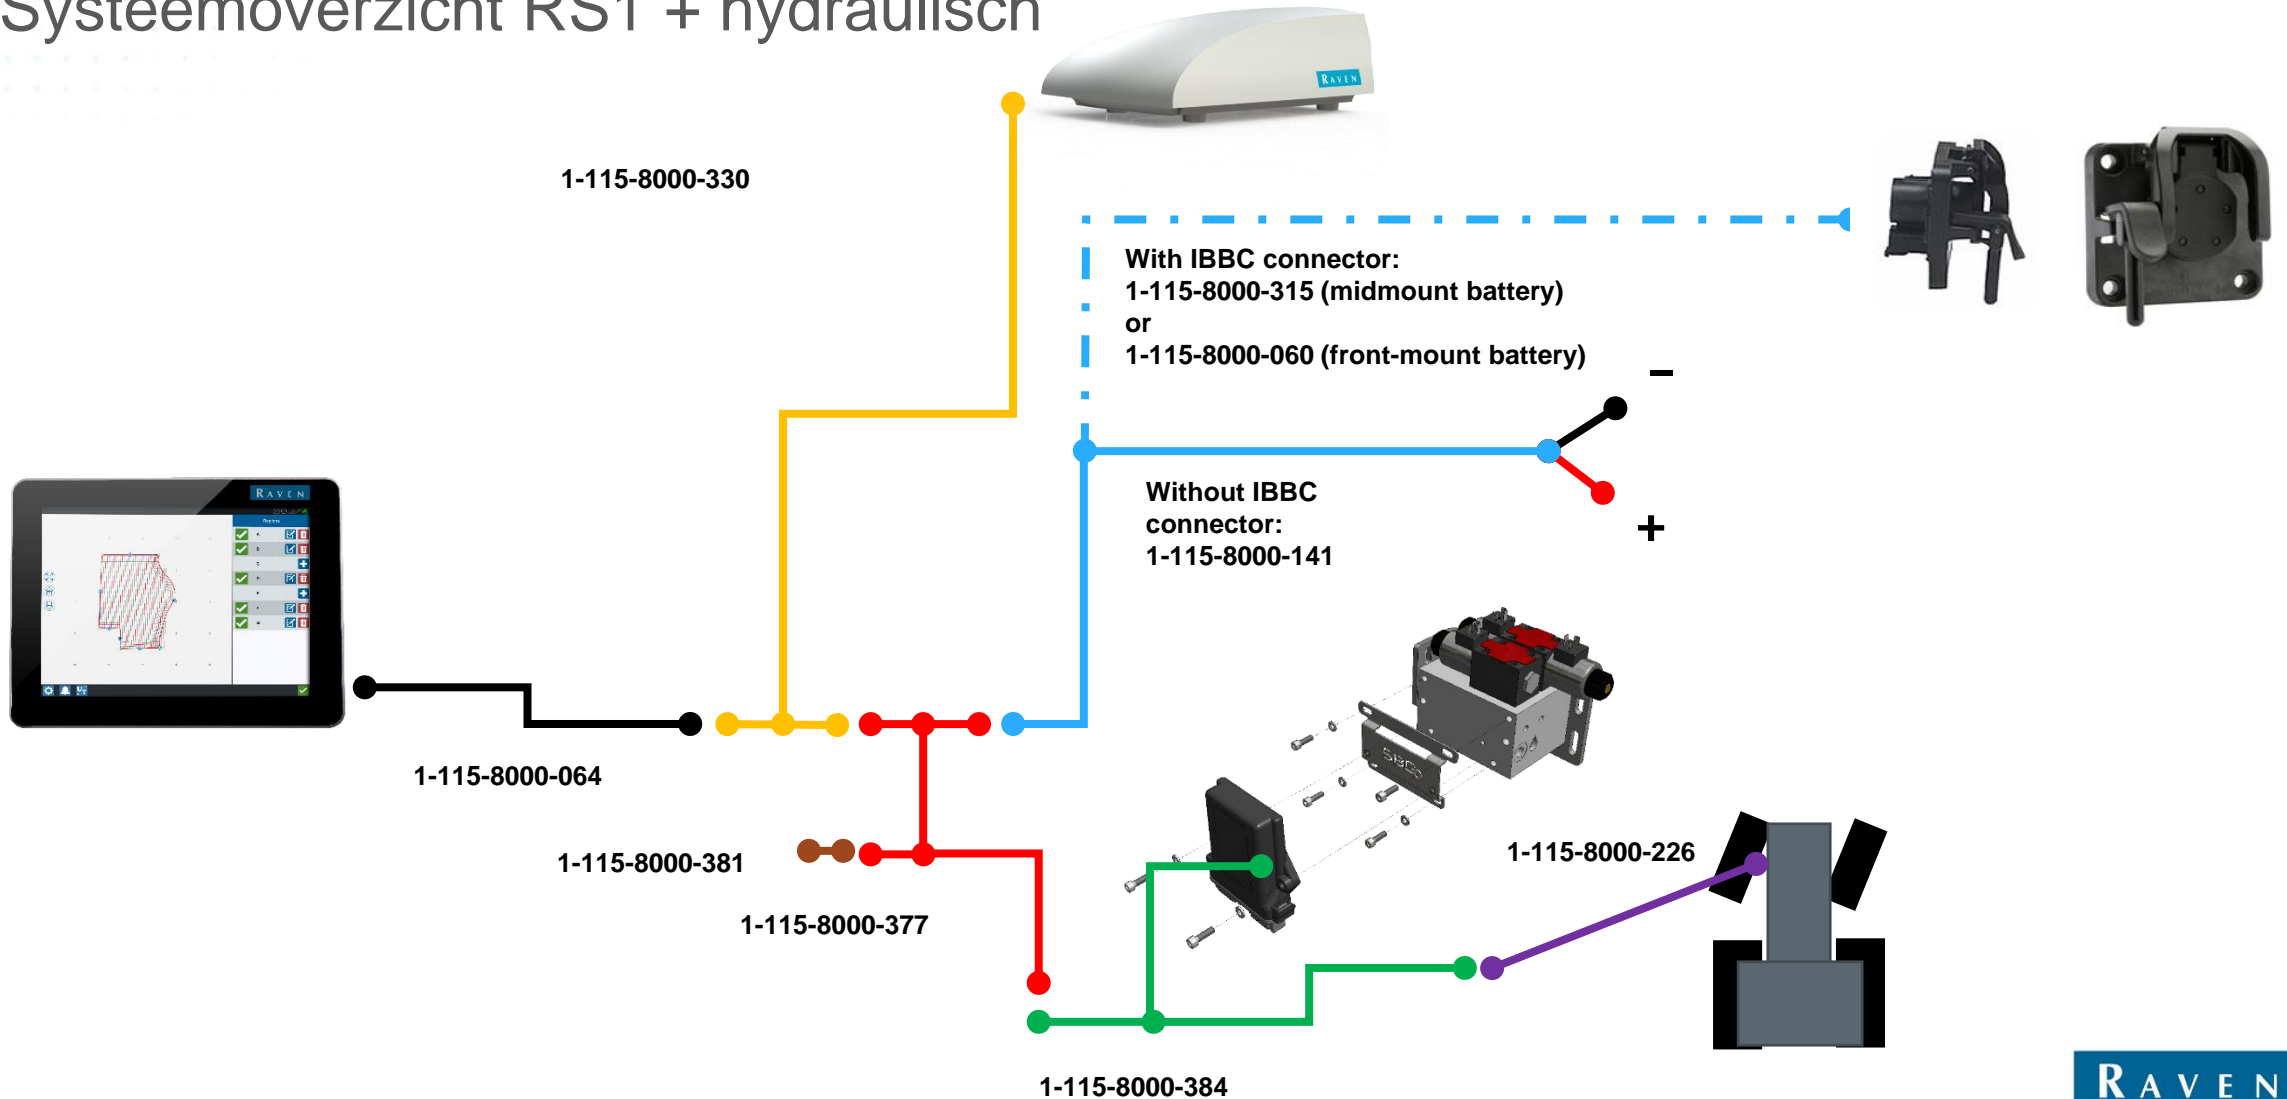 Systeemoverzicht RS1 + hydraulisch
RAVEN
1-115-8000-330
With IBBC connector:
1-115-8000-315 (midmount battery)
or
1-115-8000-060 (front-mount battery)
–
+
Without IBBC
connector:
1-115-8000-141
RAVEN
1-115-8000-064
1-115-8000-381
1-115-8000-377
1-115-8000-226
1-115-8000-384
RAVEN